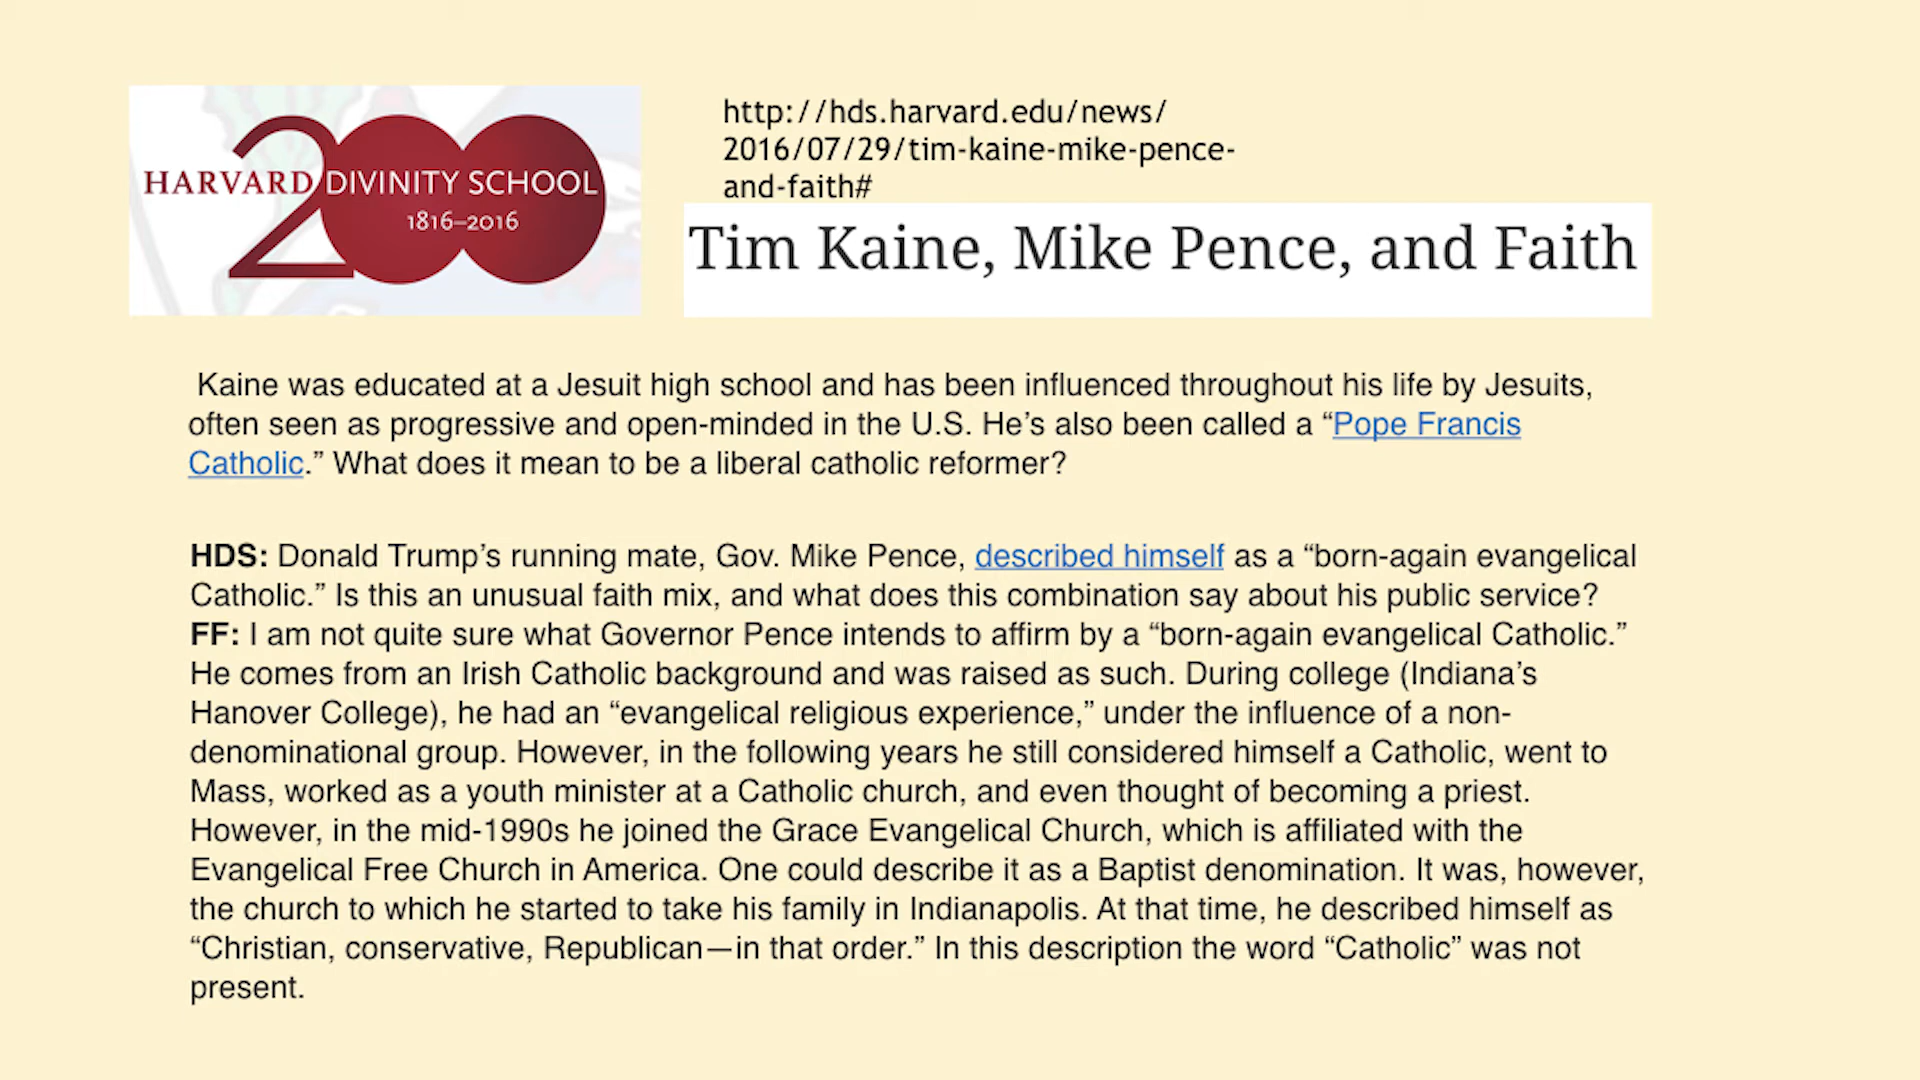 HARVARD DIVINITY SCHOOL
200
1816–2016
http://hds.harvard.edu/news/
2016/07/29/tim-kaine-mike-pence-
and-faith#
Tim Kaine, Mike Pence, and Faith
Kaine was educated at a Jesuit high school and has been influenced throughout his life by Jesuits,
often seen as progressive and open-minded in the U.S. He’s also been called a “Pope Francis
Catholic.” What does it mean to be a liberal catholic reformer?
HDS: Donald Trump’s running mate, Gov. Mike Pence, described himself as a “born-again evangelical
Catholic.” Is this an unusual faith mix, and what does this combination say about his public service?
FF: I am not quite sure what Governor Pence intends to affirm by a “born-again evangelical Catholic.”
He comes from an Irish Catholic background and was raised as such. During college (Indiana’s
Hanover College), he had an “evangelical religious experience,” under the influence of a non-
denominational group. However, in the following years he still considered himself a Catholic, went to
Mass, worked as a youth minister at a Catholic church, and even thought of becoming a priest.
However, in the mid-1990s he joined the Grace Evangelical Church, which is affiliated with the
Evangelical Free Church in America. One could describe it as a Baptist denomination. It was, however,
the church to which he started to take his family in Indianapolis. At that time, he described himself as
“Christian, conservative, Republican—in that order.” In this description the word “Catholic” was not
present.